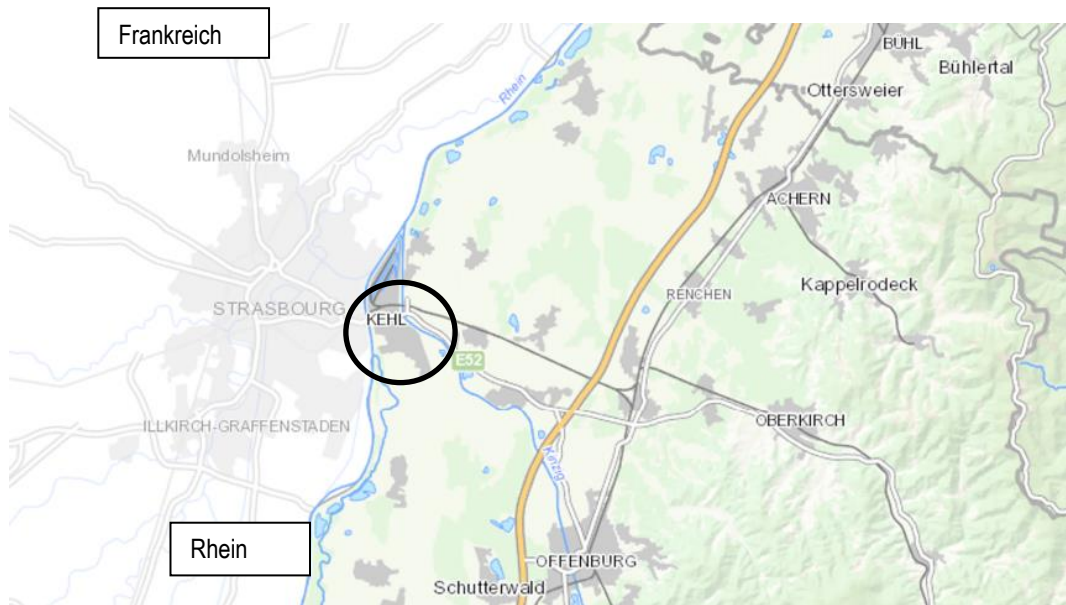 Frankreich
BÜHL
Bühlertal
Ottersweier
Rhein
Mundolsheim
ACHERN
Kappelrodeck
RENCHEN
STRASBOURG
KEHL
E52
OBERKIRCH
ILLKIRCH-GRAFFENSTADEN
Kinzig
Rhein
OFFENBURG
Schutterwald